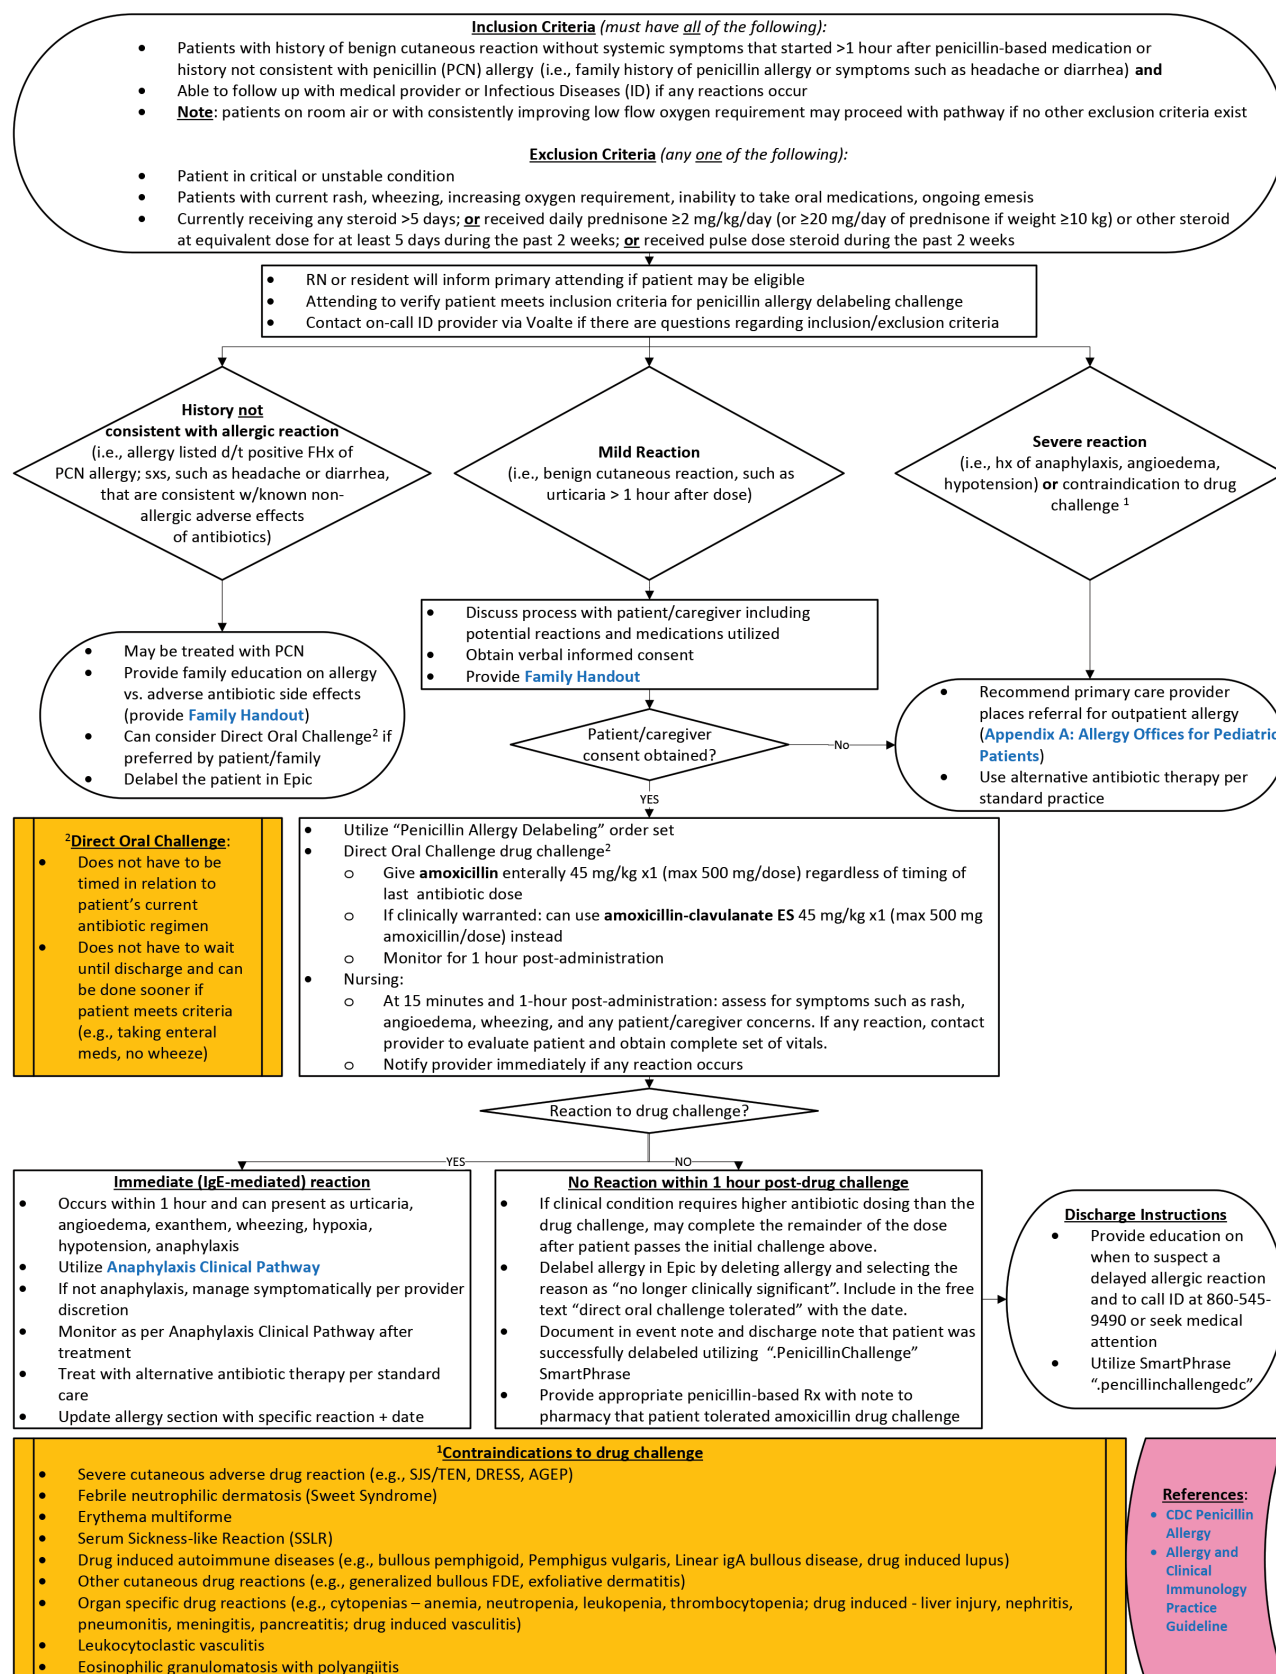 Inclusion Criteria (must have all of the following):
• Patients with history of benign cutaneous reaction without systemic symptoms that started >1 hour after penicillin-based medication or
history not consistent with penicillin (PCN) allergy (i.e., family history of penicillin allergy or symptoms such as headache or diarrhea) and
• Able to follow up with medical provider or Infectious Diseases (ID) if any reactions occur
• Note: patients on room air or with consistently improving low flow oxygen requirement may proceed with pathway if no other exclusion criteria exist
Exclusion Criteria (any one of the following):
• Patient in critical or unstable condition
• Patients with current rash, wheezing, increasing oxygen requirement, inability to take oral medications, ongoing emesis
• Currently receiving any steroid >5 days; or received daily prednisone ≥2 mg/kg/day (or ≥20 mg/day of prednisone if weight ≥10 kg) or other steroid
at equivalent dose for at least 5 days during the past 2 weeks; or received pulse dose steroid during the past 2 weeks
• RN or resident will inform primary attending if patient may be eligible
• Attending to verify patient meets inclusion criteria for penicillin allergy delabeling challenge
• Contact on-call ID provider via Voalte if there are questions regarding inclusion/exclusion criteria
History not
consistent with allergic reaction
(i.e., allergy listed d/t positive FHx of
PCN allergy; sxs, such as headache or diarrhea,
that are consistent w/known non-
allergic adverse effects
of antibiotics)
Mild Reaction
(i.e., benign cutaneous reaction, such as
urticaria > 1 hour after dose)
Severe reaction
(i.e., hx of anaphylaxis, angioedema,
hypotension) or contraindication to drug
challenge 1
• May be treated with PCN
• Provide family education on allergy
vs. adverse antibiotic side effects
(provide Family Handout)
• Can consider Direct Oral Challenge2 if
preferred by patient/family
• Delabel the patient in Epic
• Discuss process with patient/caregiver including
potential reactions and medications utilized
• Obtain verbal informed consent
• Provide Family Handout
Patient/caregiver
consent obtained?
No
YES
• Recommend primary care provider
places referral for outpatient allergy
(Appendix A: Allergy Offices for Pediatric
Patients)
• Use alternative antibiotic therapy per
standard practice
2Direct Oral Challenge:
• Does not have to be
timed in relation to
patient's current
antibiotic regimen
• Does not have to wait
until discharge and can
be done sooner if
patient meets criteria
(e.g., taking enteral
meds, no wheeze)
• Utilize "Penicillin Allergy Delabeling" order set
• Direct Oral Challenge drug challenge2
o Give amoxicillin enterally 45 mg/kg x1 (max 500 mg/dose) regardless of timing of
last antibiotic dose
o If clinically warranted: can use amoxicillin-clavulanate ES 45 mg/kg x1 (max 500 mg
amoxicillin/dose) instead
o Monitor for 1 hour post-administration
• Nursing:
o At 15 minutes and 1-hour post-administration: assess for symptoms such as rash,
angioedema, wheezing, and any patient/caregiver concerns. If any reaction, contact
provider to evaluate patient and obtain complete set of vitals.
o Notify provider immediately if any reaction occurs
Reaction to drug challenge?
YES
NO
Immediate (IgE-mediated) reaction
• Occurs within 1 hour and can present as urticaria,
angioedema, exanthem, wheezing, hypoxia,
hypotension, anaphylaxis
• Utilize Anaphylaxis Clinical Pathway
• If not anaphylaxis, manage symptomatically per provider
discretion
• Monitor as per Anaphylaxis Clinical Pathway after
treatment
• Treat with alternative antibiotic therapy per standard
care
• Update allergy section with specific reaction + date
No Reaction within 1 hour post-drug challenge
• If clinical condition requires higher antibiotic dosing than the
drug challenge, may complete the remainder of the dose
after patient passes the initial challenge above.
• Delabel allergy in Epic by deleting allergy and selecting the
reason as "no longer clinically significant". Include in the free
text "direct oral challenge tolerated" with the date.
• Document in event note and discharge note that patient was
successfully delabeled utilizing ".PenicillinChallenge"
SmartPhrase
• Provide appropriate penicillin-based Rx with note to
pharmacy that patient tolerated amoxicillin drug challenge
Discharge Instructions
• Provide education on
when to suspect a
delayed allergic reaction
and to call ID at 860-545-
9490 or seek medical
attention
• Utilize SmartPhrase
".pencillinchallengedc"
1Contraindications to drug challenge
• Severe cutaneous adverse drug reaction (e.g., SJS/TEN, DRESS, AGEP)
• Febrile neutrophilic dermatosis (Sweet Syndrome)
• Erythema multiforme
• Serum Sickness-like Reaction (SSLR)
• Drug induced autoimmune diseases (e.g., bullous pemphigoid, Pemphigus vulgaris, Linear igA bullous disease, drug induced lupus)
• Other cutaneous drug reactions (e.g., generalized bullous FDE, exfoliative dermatitis)
• Organ specific drug reactions (e.g., cytopenias – anemia, neutropenia, leukopenia, thrombocytopenia; drug induced - liver injury, nephritis,
pneumonitis, meningitis, pancreatitis; drug induced vasculitis)
• Leukocytoclastic vasculitis
• Eosinophilic granulomatosis with polyangiitis
References:
• CDC Penicillin
Allergy
• Allergy and
Clinical
Immunology
Practice
Guideline